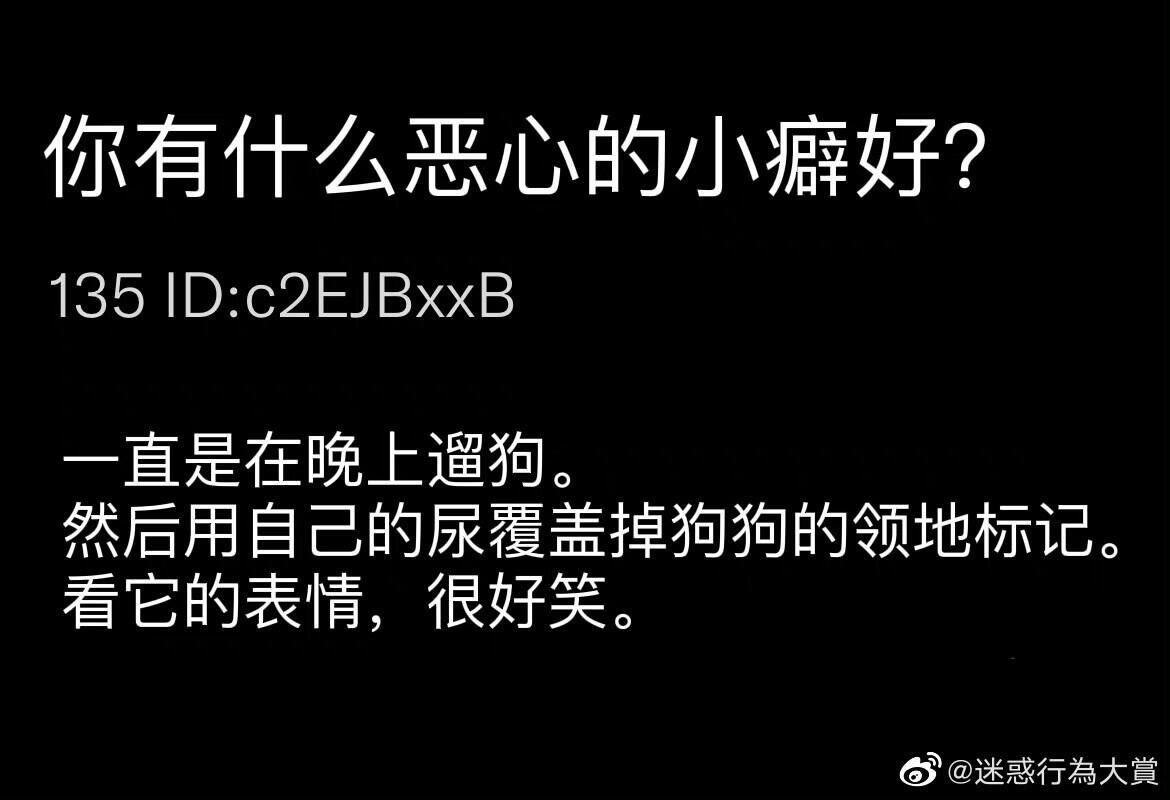 你有什么恶心的小癖好？
135 ID:c2EJBxxB
一直是在晚上遛狗。
然后用自己的尿覆盖掉狗狗的领地标记。
看它的表情，很好笑。
@迷惑行為大賞